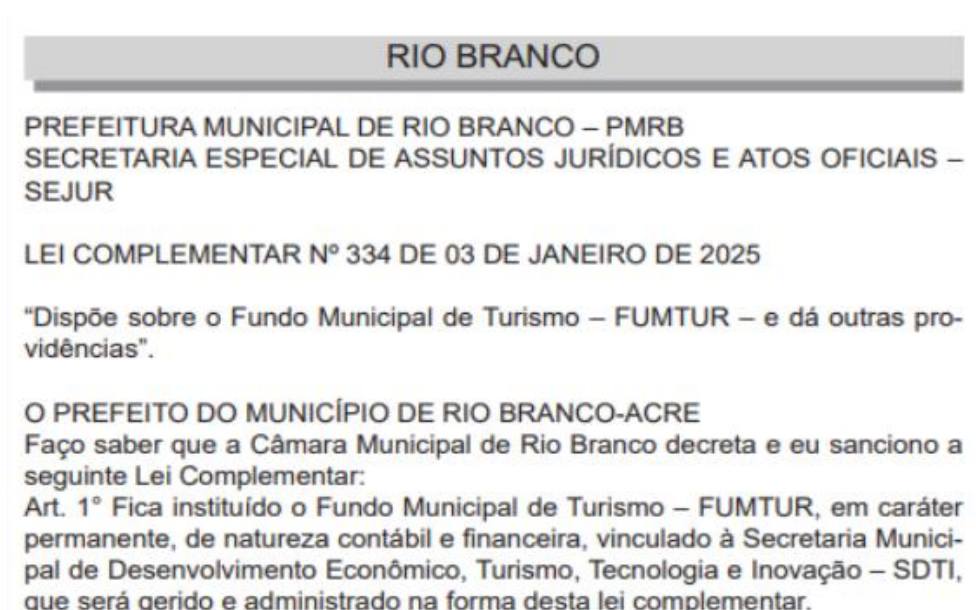 RIO BRANCO
PREFEITURA MUNICIPAL DE RIO BRANCO – PMRB
SECRETARIA ESPECIAL DE ASSUNTOS JURÍDICOS E ATOS OFICIAIS –
SEJUR
LEI COMPLEMENTAR Nº 334 DE 03 DE JANEIRO DE 2025
“Dispõe sobre o Fundo Municipal de Turismo – FUMTUR – e dá outras pro-
vidências”.
O PREFEITO DO MUNICÍPIO DE RIO BRANCO-ACRE
Faço saber que a Câmara Municipal de Rio Branco decreta e eu sanciono a
seguinte Lei Complementar:
Art. 1° Fica instituído o Fundo Municipal de Turismo – FUMTUR, em caráter
permanente, de natureza contábil e financeira, vinculado à Secretaria Munici-
pal de Desenvolvimento Econômico, Turismo, Tecnologia e Inovação – SDTI,
que será gerido e administrado na forma desta lei complementar.